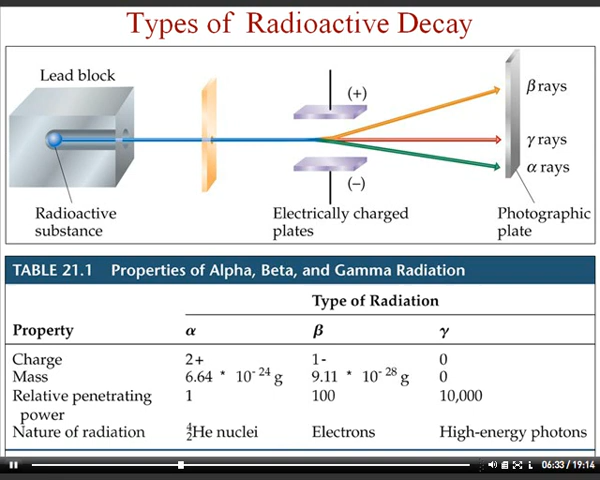 Types of Radioactive Decay
Lead block
(+)
β rays
γ rays
α rays
(−)
Radioactive substance
Electrically charged plates
Photographic plate
TABLE 21.1 Properties of Alpha, Beta, and Gamma Radiation
Type of Radiation
Property α β γ
Charge 2+ 1- 0
Mass 6.64 * 10⁻²⁴ g 9.11 * 10⁻²⁸ g 0
Relative penetrating power 1 100 10,000
Nature of radiation ⁴₂He nuclei Electrons High-energy photons
06:33 / 19:14